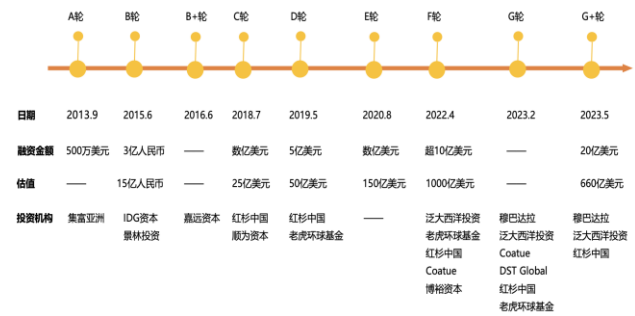 A轮 B轮 B+轮 C轮 D轮 E轮 F轮 G轮 G+轮
日期 2013.9 2015.6 2016.6 2018.7 2019.5 2020.8 2022.4 2023.2 2023.5
融资金额 500万美元 3亿人民币 —— 数亿美元 5亿美元 数亿美元 超10亿美元 —— 20亿美元
估值 —— 15亿人民币 25亿美元 50亿美元 150亿美元 1000亿美元 660亿美元
投资机构 集富亚洲 IDG资本 嘉远资本 红杉中国 红杉中国 —— 泛大西洋投资 穆巴达拉 穆巴达拉
景林投资 顺为资本 老虎环球基金 老虎环球基金 泛大西洋投资 泛大西洋投资
红杉中国 Coatue 红杉中国
Coatue DST Global
博裕资本 红杉中国
老虎环球基金